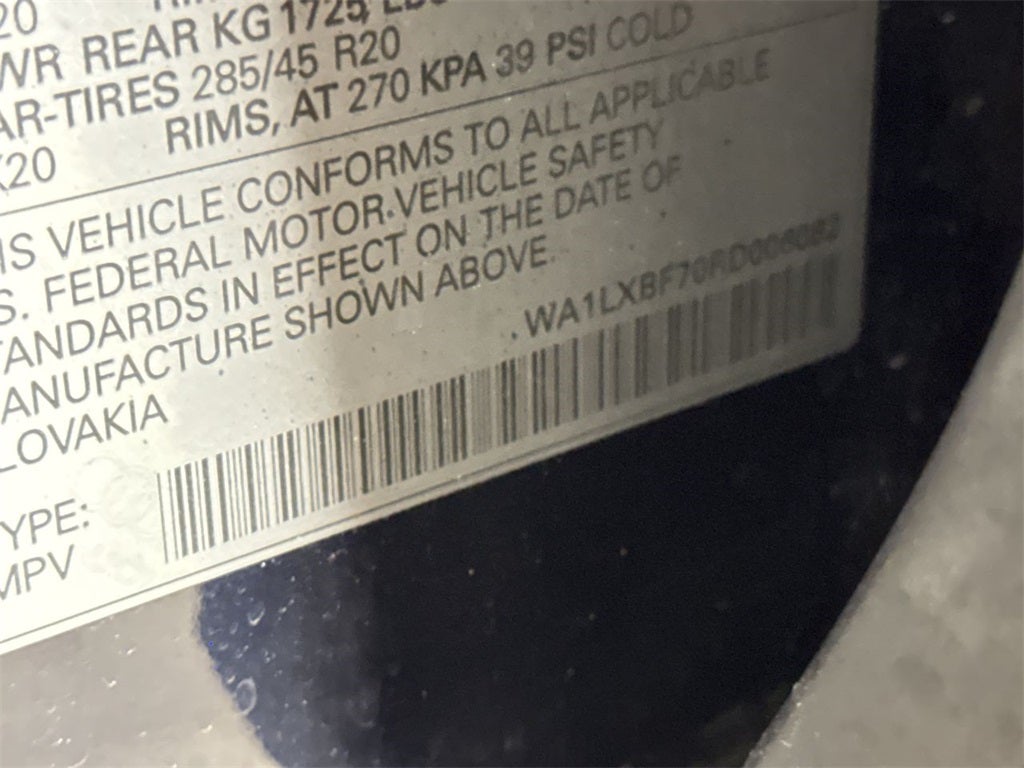 20
WR REAR KG 1725,
AR-TIRES 285/45 R20
RIMS, AT 270 KPA 39 PSI COLD
X20
IS VEHICLE CONFORMS TO ALL APPLICABLE
S. FEDERAL MOTOR VEHICLE SAFETY
TANDARDS IN EFFECT ON THE DATE OF
ANUFACTURE SHOWN ABOVE.
LOVAKIA
YPE:
MPV